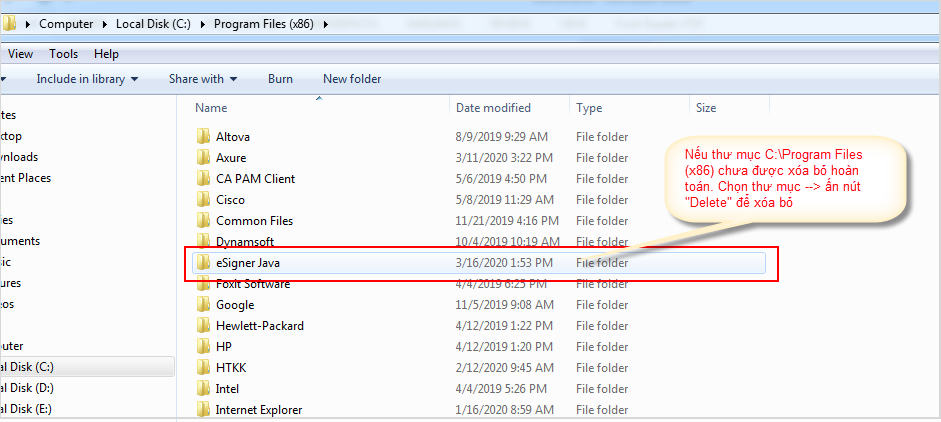 Computer ▸ Local Disk (C:) ▸ Program Files (x86) ▸
View Tools Help
Include in library Share with Burn New folder
Name Date modified Type Size
Altova 8/9/2019 9:29 AM File folder
Axure 3/11/2020 3:22 PM File folder
CA PAM Client 5/6/2019 4:50 PM File folder
Cisco 5/8/2019 11:29 AM File folder
Common Files 11/21/2019 4:16 PM File folder
Dynamsoft 10/4/2019 10:19 AM File folder
eSigner Java 3/16/2020 1:53 PM File folder
Foxit Software 4/4/2019 6:25 PM File folder
Google 11/5/2019 9:08 AM File folder
Hewlett-Packard 4/12/2019 1:22 PM File folder
HP 4/12/2019 1:20 PM File folder
HTKK 2/12/2020 9:45 AM File folder
Intel 4/4/2019 5:26 PM File folder
Internet Explorer 1/16/2020 8:59 AM File folder
Nếu thư mục C:\Program Files
(x86) chưa được xóa bỏ hoàn
toán. Chọn thư mục --> ấn nút
"Delete" để xóa bỏ
tes
ktop
wnloads
ent Places
uments
sic
ures
eos
puter
al Disk (C:)
al Disk (D:)
al Disk (E:)